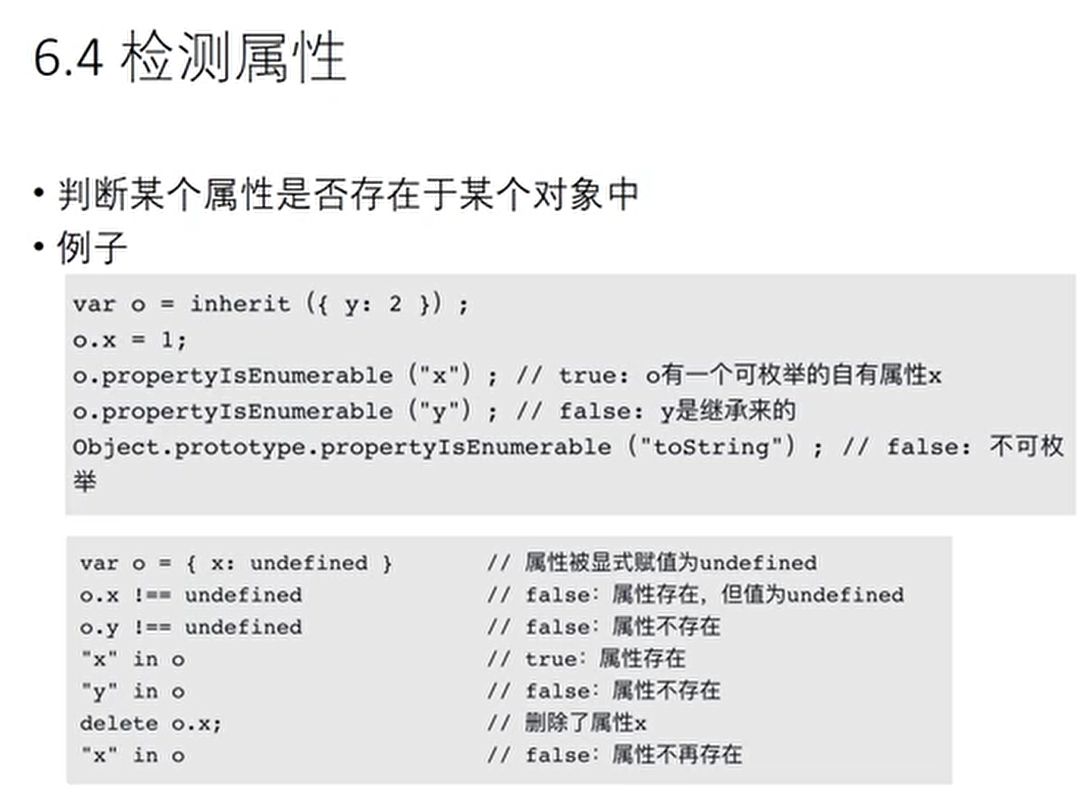 6.4 检测属性
• 判断某个属性是否存在于某个对象中
• 例子
var o = inherit ({ y: 2 }) ;
o.x = 1;
o.propertyIsEnumerable ("x") ; // true: o有一个可枚举的自有属性x
o.propertyIsEnumerable ("y") ; // false: y是继承来的
Object.prototype.propertyIsEnumerable ("toString") ; // false: 不可枚
举
var o = { x: undefined } // 属性被显式赋值为undefined
o.x !== undefined // false: 属性存在，但值为undefined
o.y !== undefined // false: 属性不存在
"x" in o // true: 属性存在
"y" in o // false: 属性不存在
delete o.x; // 删除了属性x
"x" in o // false: 属性不再存在